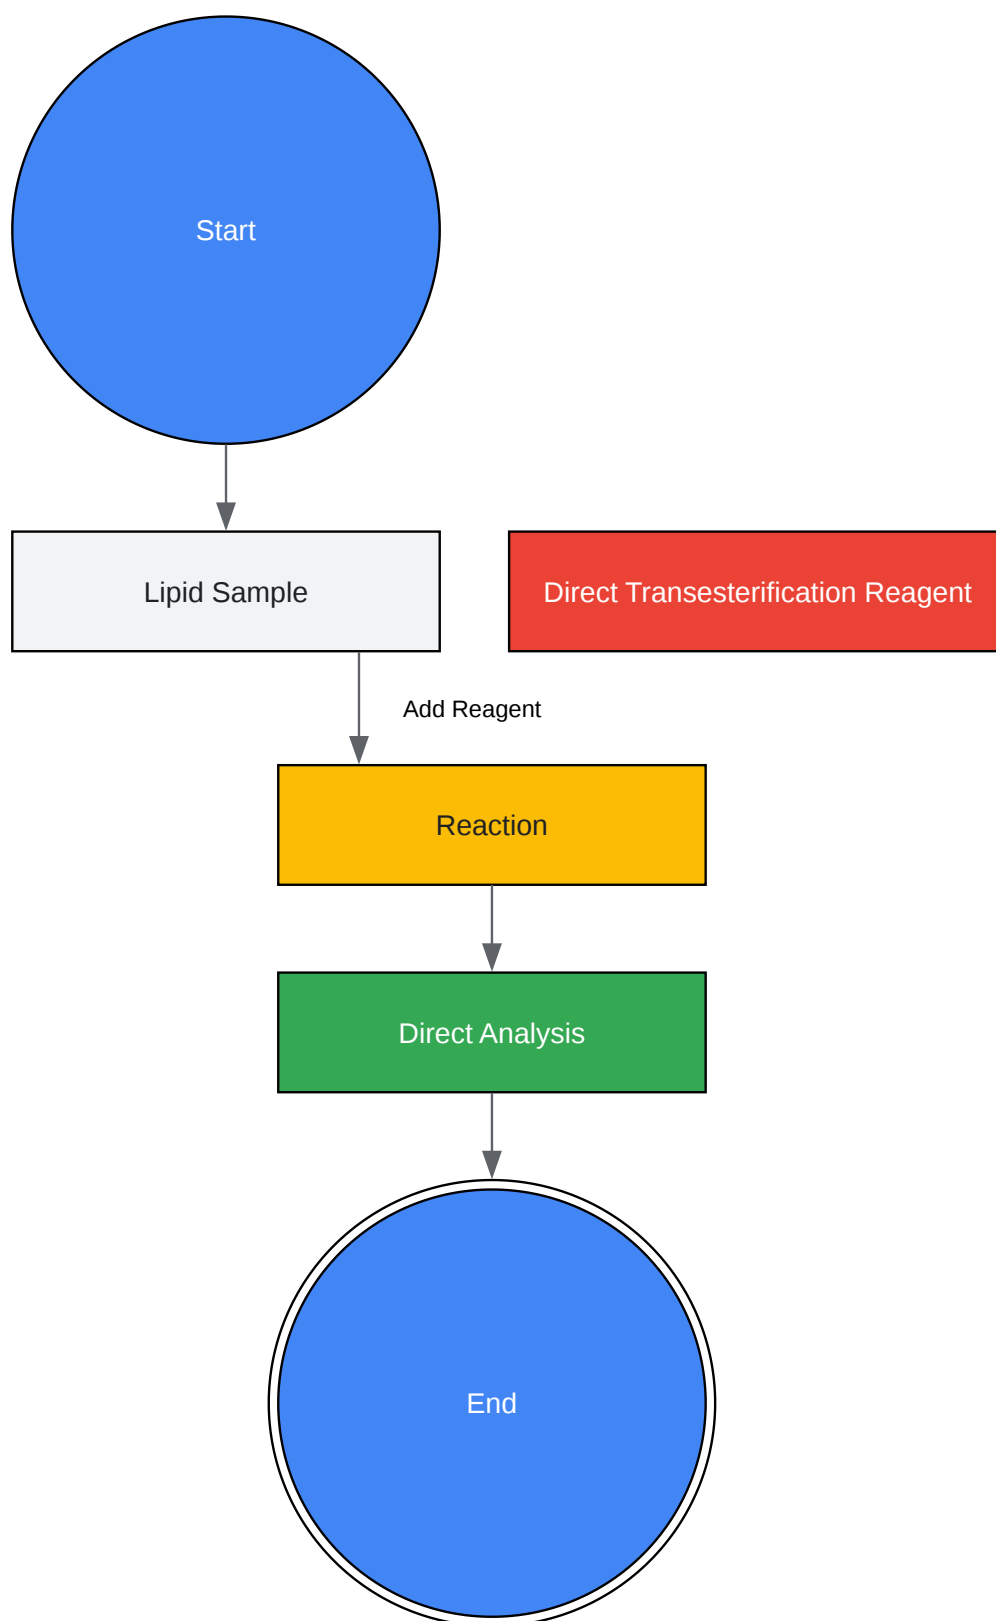 Start
Lipid Sample
Direct Transesterification Reagent
Add Reagent
Reaction
Direct Analysis
End